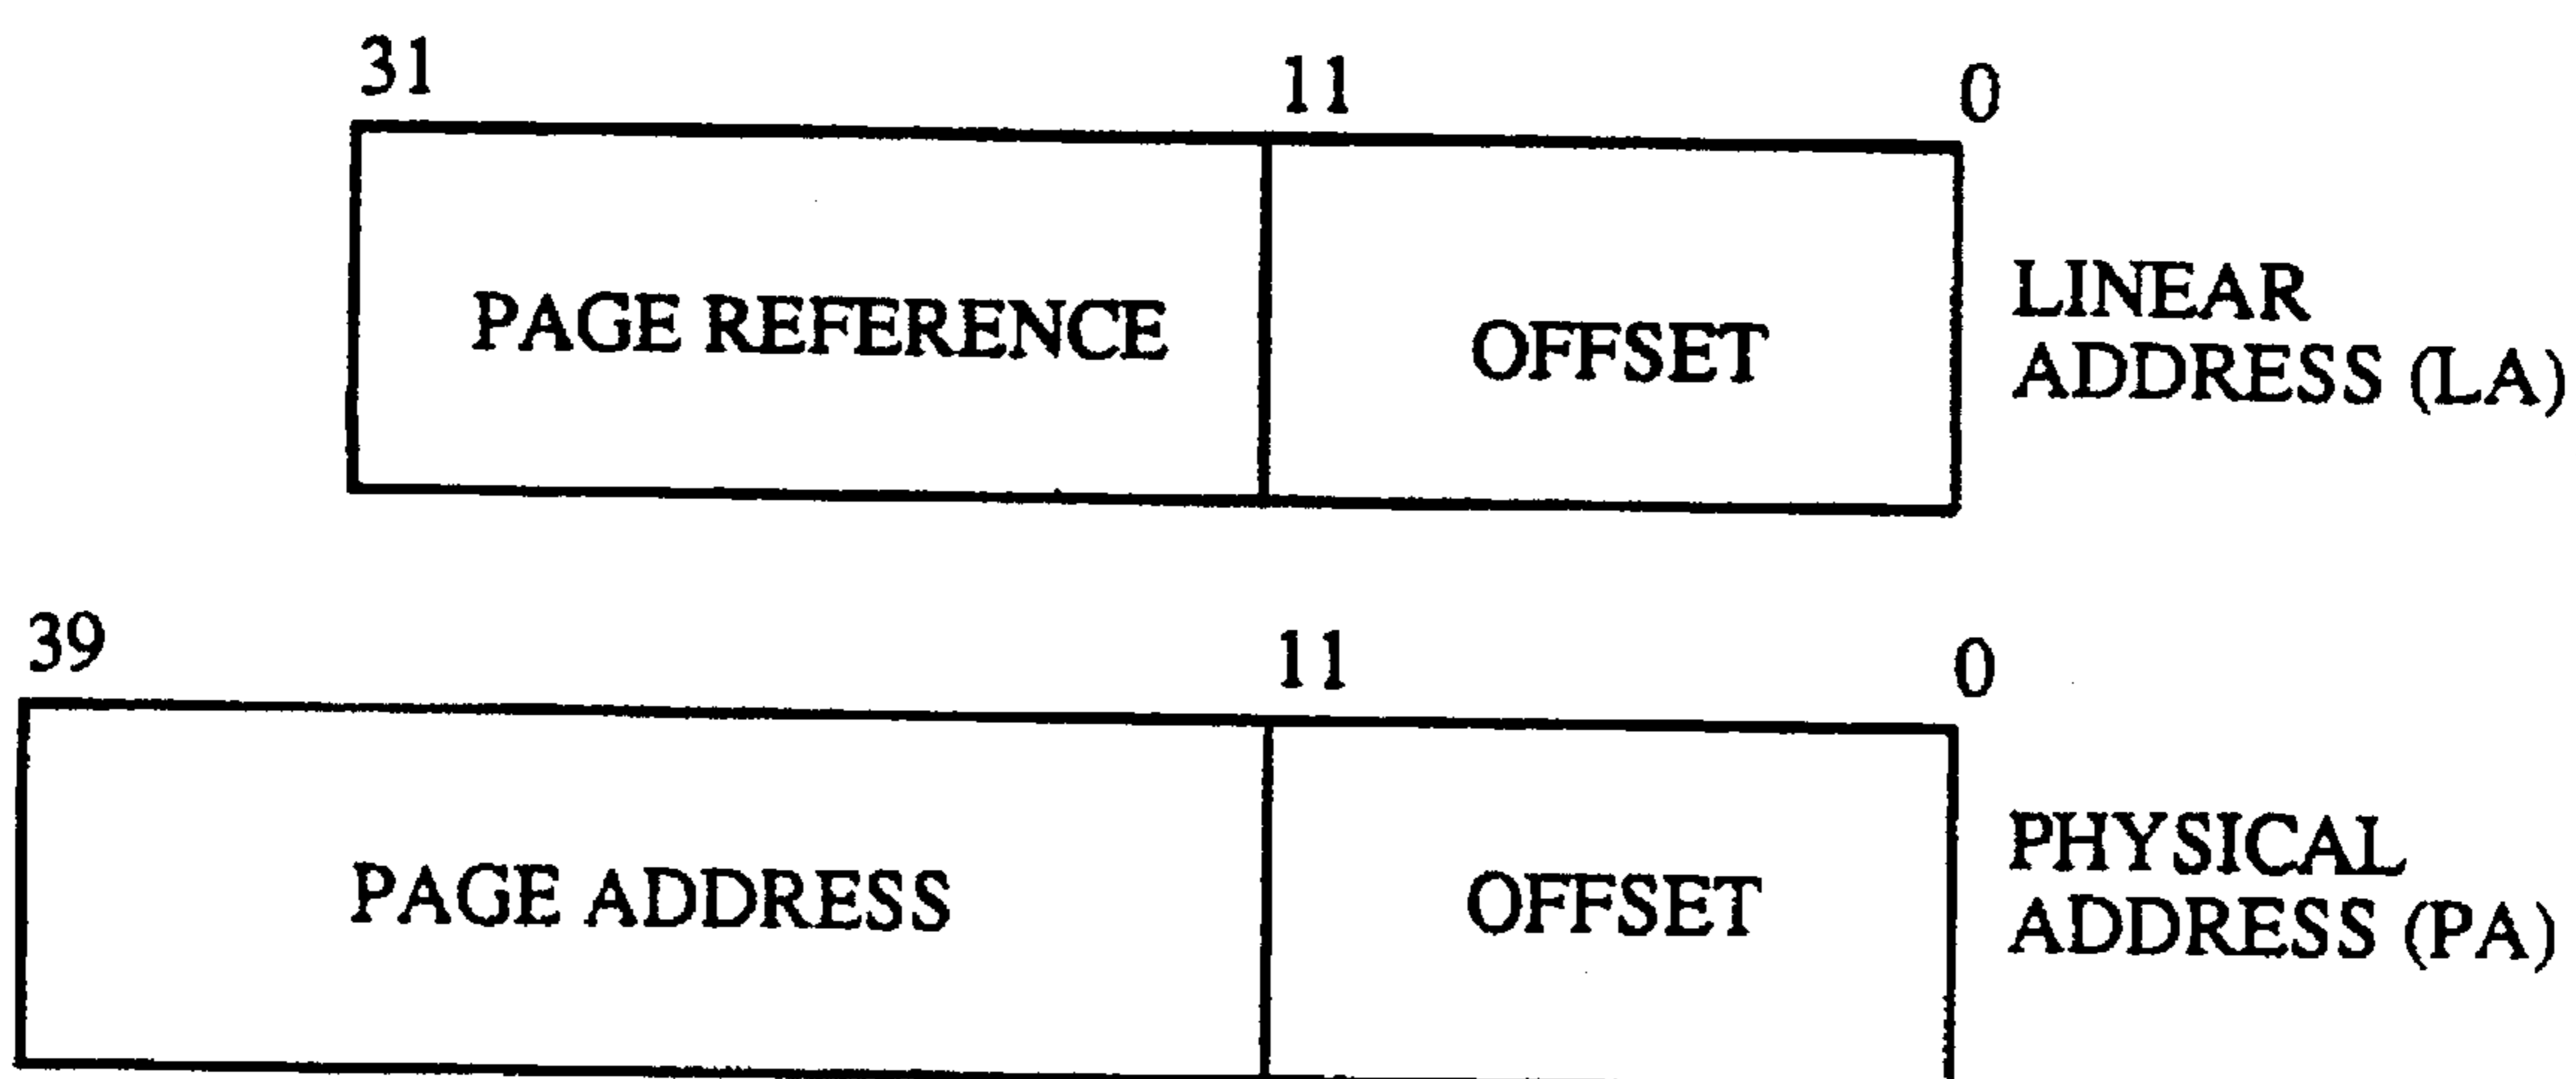 31 11 0
PAGE REFERENCE OFFSET LINEAR
ADDRESS (LA)
39 11 0
PAGE ADDRESS OFFSET PHYSICAL
ADDRESS (PA)